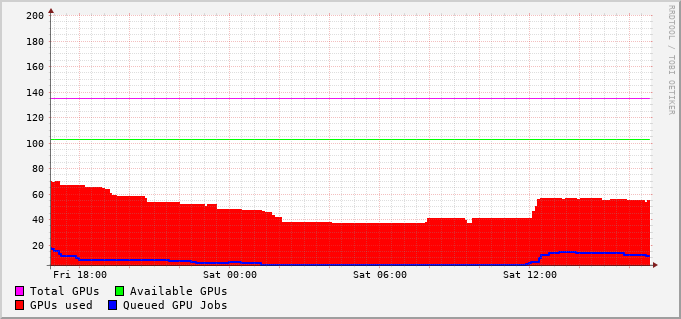 200
180
160
140
120
100
80
60
40
20
Fri 18:00 Sat 00:00 Sat 06:00 Sat 12:00
Total GPUs Available GPUs
GPUs used Queued GPU Jobs
RRDTOOL / TOBI OETIKER